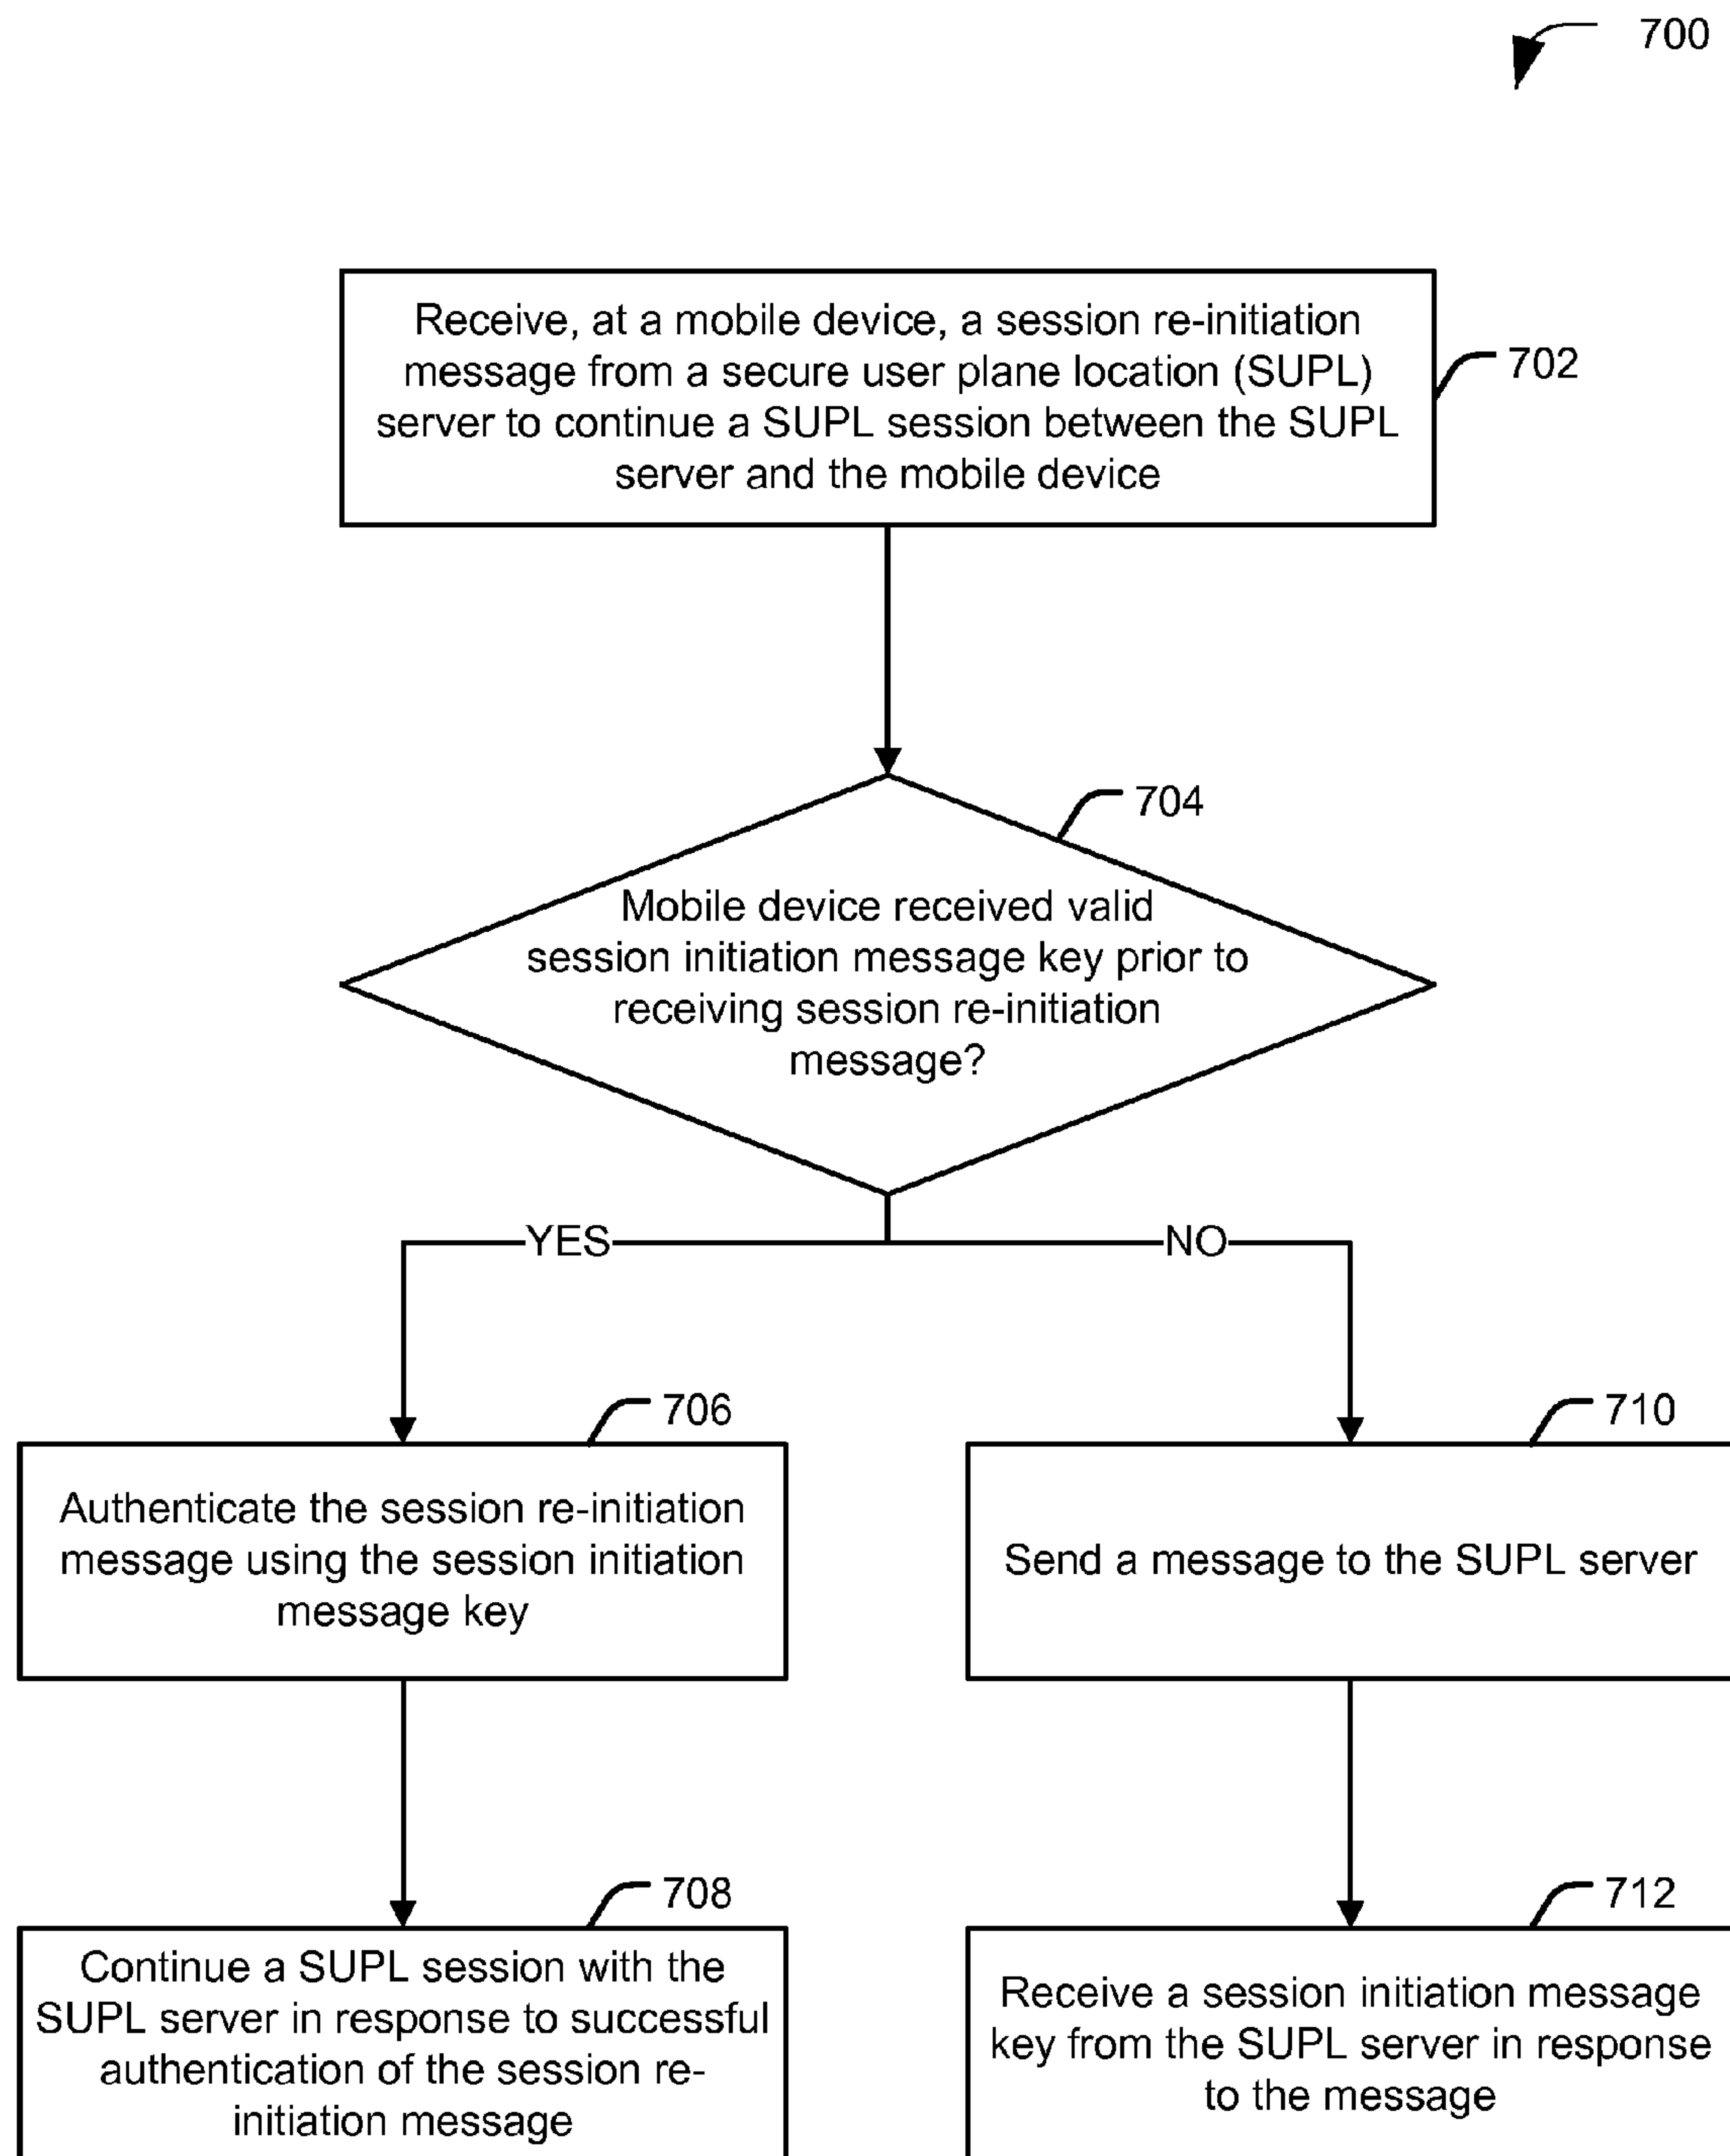 700
Receive, at a mobile device, a session re-initiation
message from a secure user plane location (SUPL)
server to continue a SUPL session between the SUPL
server and the mobile device
702
704
Mobile device received valid
session initiation message key prior to
receiving session re-initiation
message?
YES
NO
706
Authenticate the session re-initiation
message using the session initiation
message key
710
Send a message to the SUPL server
708
Continue a SUPL session with the
SUPL server in response to successful
authentication of the session re-
initiation message
712
Receive a session initiation message
key from the SUPL server in response
to the message